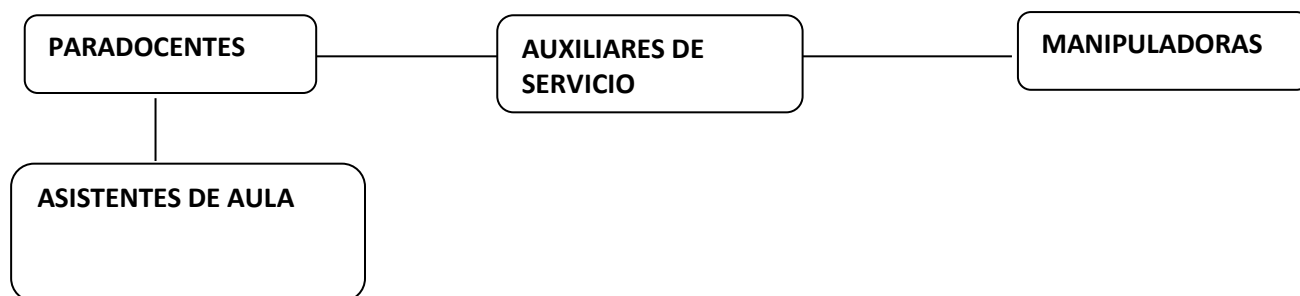 PARADOCENTES
AUXILIARES DE
SERVICIO
MANIPULADORAS
ASISTENTES DE AULA